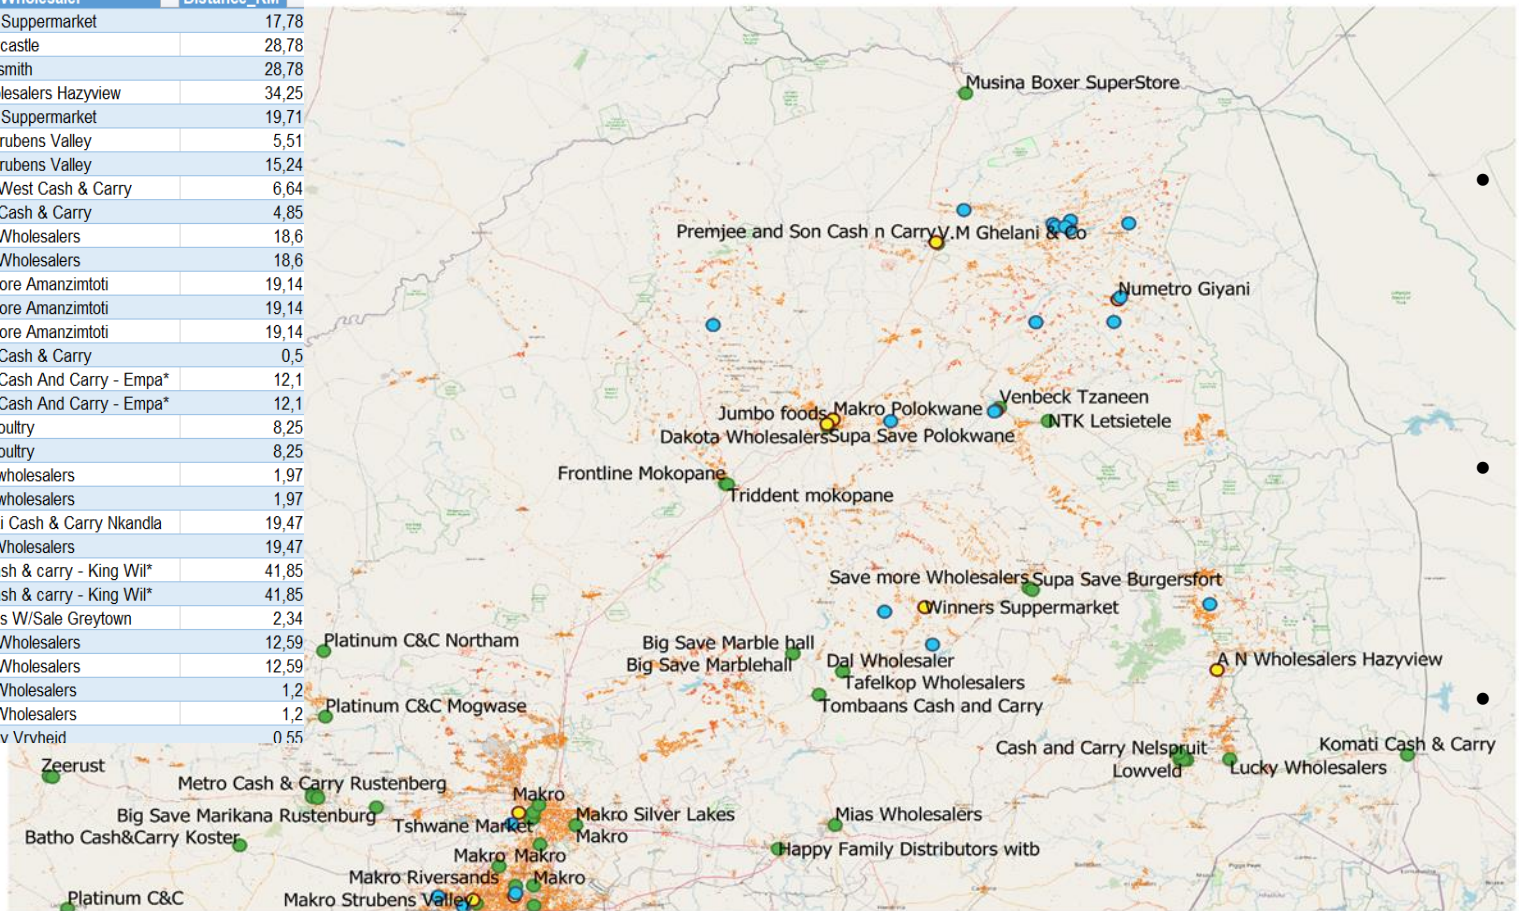 Wholesaler Distance_KM
Suppermarket 17,78
castle 28,78
smith 28,78
lesalers Hazyview 34,25
Suppermarket 19,71
rubens Valley 5,51
rubens Valley 15,24
West Cash & Carry 6,64
Cash & Carry 4,85
Wholesalers 18,6
Wholesalers 18,6
ore Amanzimtoti 19,14
ore Amanzimtoti 19,14
ore Amanzimtoti 19,14
Cash & Carry 0,5
Cash And Carry - Empa* 12,1
Cash And Carry - Empa* 12,1
oultry 8,25
oultry 8,25
wholesalers 1,97
wholesalers 1,97
i Cash & Carry Nkandla 19,47
Wholesalers 19,47
sh & carry - King Wil* 41,85
sh & carry - King Wil* 41,85
s W/Sale Greytown 2,34
Wholesalers 12,59
Wholesalers 12,59
Wholesalers 1,2
Wholesalers 1,2
y Vryheid 0,55
Musina Boxer SuperStore
Premjee and Son Cash n Carry V.M Ghelani & Co
Numetro Giyani
Venbeck Tzaneen
Jumbo foods Makro Polokwane
NTK Letsietele
Dakota Wholesalers Supa Save Polokwane
Frontline Mokopane
Triddent mokopane
Save more Wholesalers Supa Save Burgersfort
Winners Suppermarket
Platinum C&C Northam
Big Save Marble hall
Big Save Marblehall
Dal Wholesaler
A N Wholesalers Hazyview
Tafelkop Wholesalers
Platinum C&C Mogwase
Tombaans Cash and Carry
Cash and Carry Nelspruit
Komati Cash & Carry
Zeerust
Lowveld
Lucky Wholesalers
Metro Cash & Carry Rustenberg
Makro
Big Save Marikana Rustenburg
Makro Silver Lakes
Mias Wholesalers
Tshwane Market
Makro
Batho Cash&Carry Koster
Makro Makro
Happy Family Distributors witb
Makro Riversands
Makro
Platinum C&C
Makro Strubens Valley